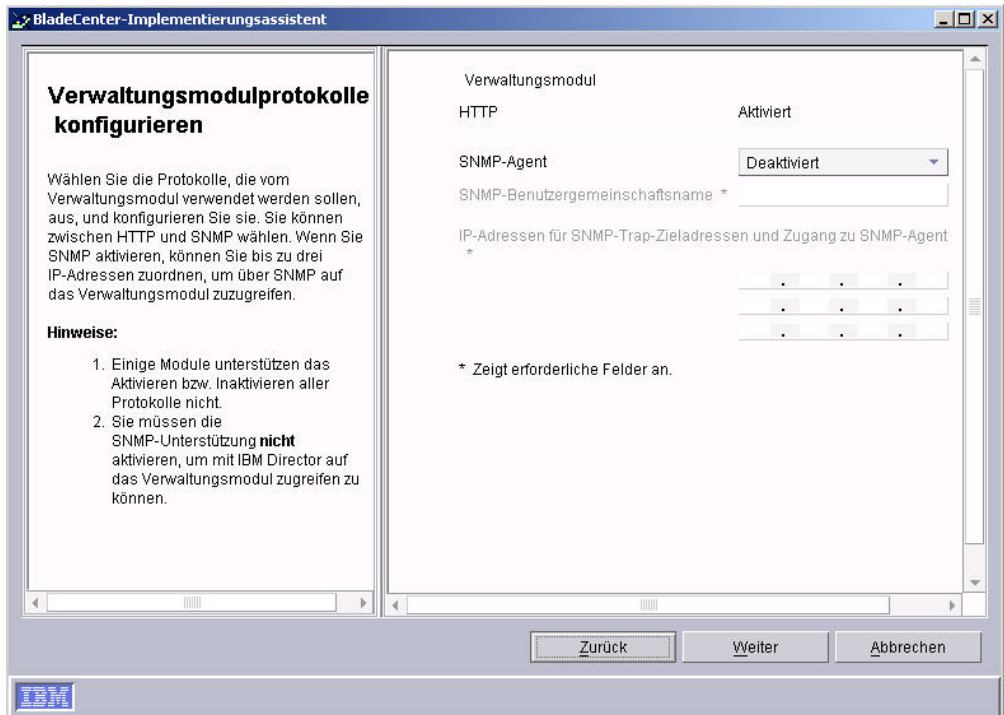 BladeCenter-Implementierungsassistent
Verwaltungsmodulprotokolle
konfigurieren
Wählen Sie die Protokolle, die vom
Verwaltungsmodul verwendet werden sollen,
aus, und konfigurieren Sie sie. Sie können
zwischen HTTP und SNMP wählen. Wenn Sie
SNMP aktivieren, können Sie bis zu drei
IP-Adressen zuordnen, um über SNMP auf
das Verwaltungsmodul zuzugreifen.
Hinweise:
1. Einige Module unterstützen das
Aktivieren bzw. Inaktivieren aller
Protokolle nicht.
2. Sie müssen die
SNMP-Unterstützung nicht
aktivieren, um mit IBM Director auf
das Verwaltungsmodul zugreifen zu
können.
Verwaltungsmodul
HTTP Aktiviert
SNMP-Agent Deaktiviert
SNMP-Benutzergemeinschaftsname *
IP-Adressen für SNMP-Trap-Zieladressen und Zugang zu SNMP-Agent
*
. . .
. . .
. . .
* Zeigt erforderliche Felder an.
Zurück Weiter Abbrechen
IBM